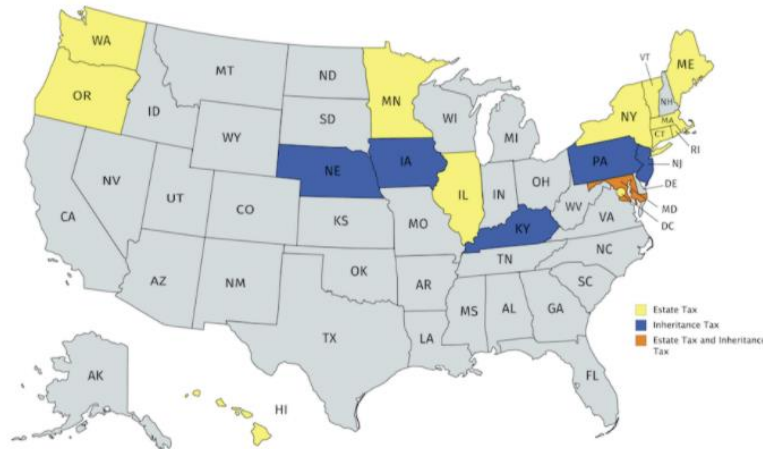 WA
OR
CA
NV
ID
MT
WY
UT
AZ
CO
NM
ND
SD
NE
KS
OK
TX
MN
IA
MO
AR
LA
WI
IL
MS
MI
IN
KY
TN
AL
OH
WV
GA
FL
SC
NC
VA
PA
NY
VT
NH
ME
MA
CT
RI
NJ
DE
MD
DC
AK
HI
Estate Tax
Inheritance Tax
Estate Tax and Inheritance
Tax